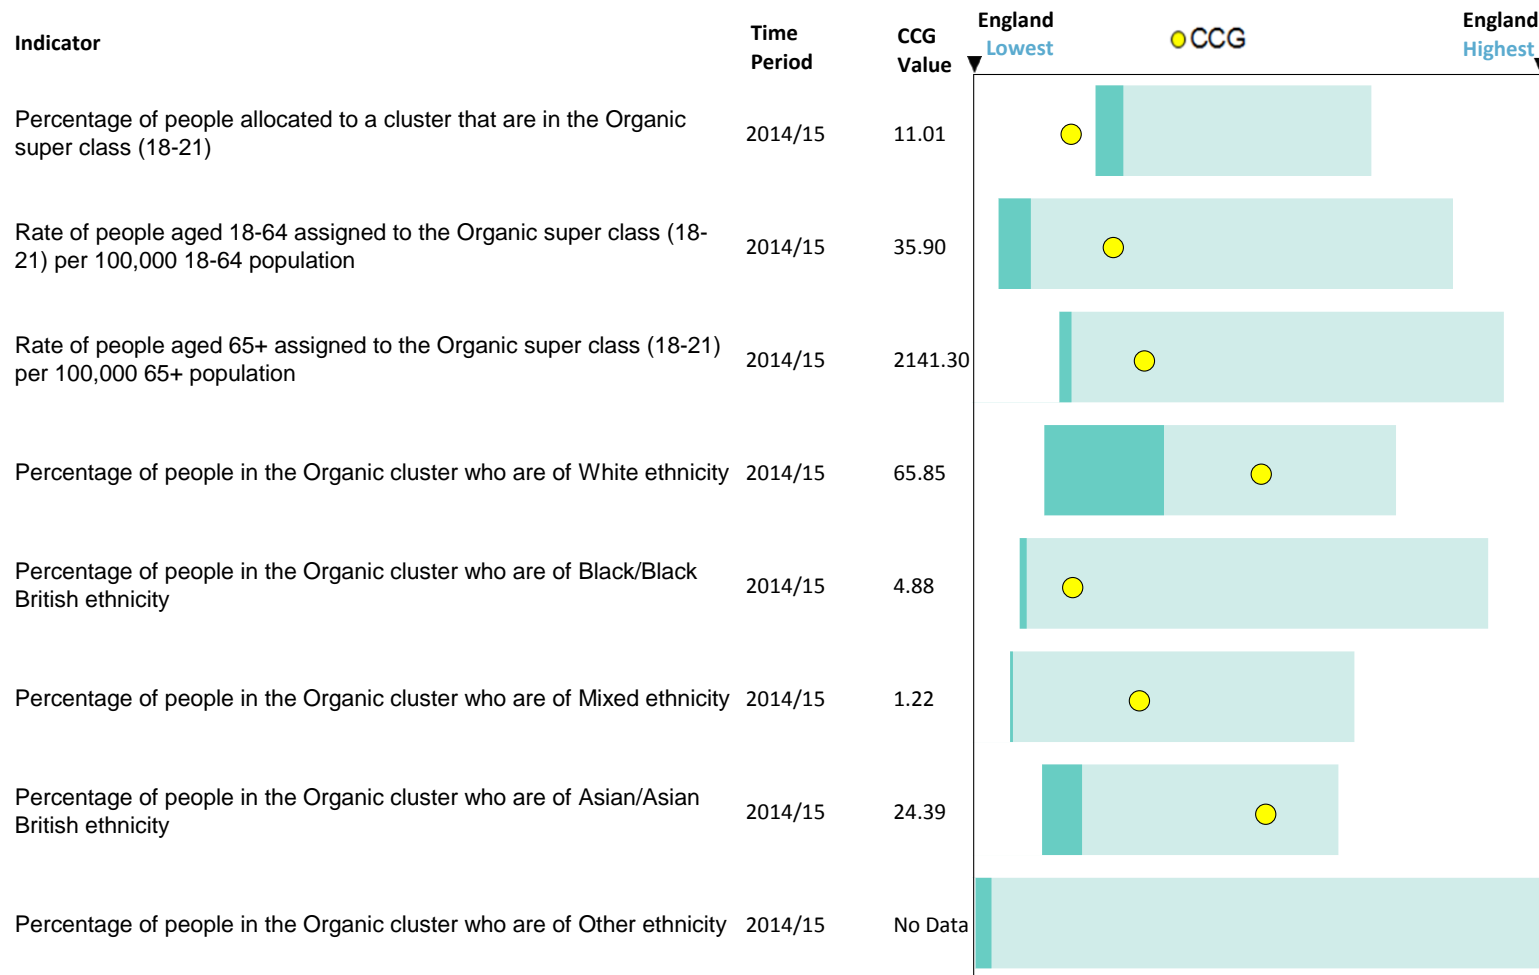 Indicator
Time
Period
CCG
Value
England
Lowest
CCG
England
Highest
Percentage of people allocated to a cluster that are in the Organic
super class (18-21)
2014/15
11.01
Rate of people aged 18-64 assigned to the Organic super class (18-
21) per 100,000 18-64 population
2014/15
35.90
Rate of people aged 65+ assigned to the Organic super class (18-21)
per 100,000 65+ population
2014/15
2141.30
Percentage of people in the Organic cluster who are of White ethnicity
2014/15
65.85
Percentage of people in the Organic cluster who are of Black/Black
British ethnicity
2014/15
4.88
Percentage of people in the Organic cluster who are of Mixed ethnicity
2014/15
1.22
Percentage of people in the Organic cluster who are of Asian/Asian
British ethnicity
2014/15
24.39
Percentage of people in the Organic cluster who are of Other ethnicity
2014/15
No Data